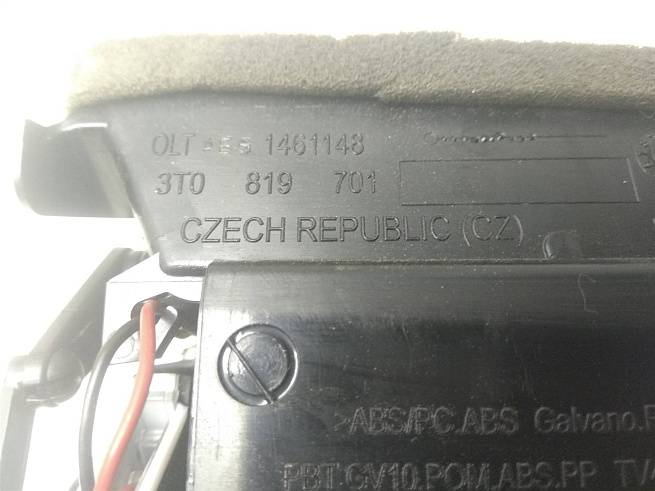 OLT 1461148
3T0 819 701
CZECH REPUBLIC (CZ)
>ABS/PC.ABS Galvano.
PBT.GV10.POM.ABS.PP